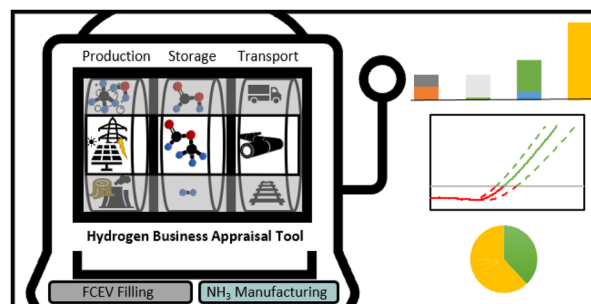 Production Storage Transport
Hydrogen Business Appraisal Tool
FCEV Filling NH₃ Manufacturing